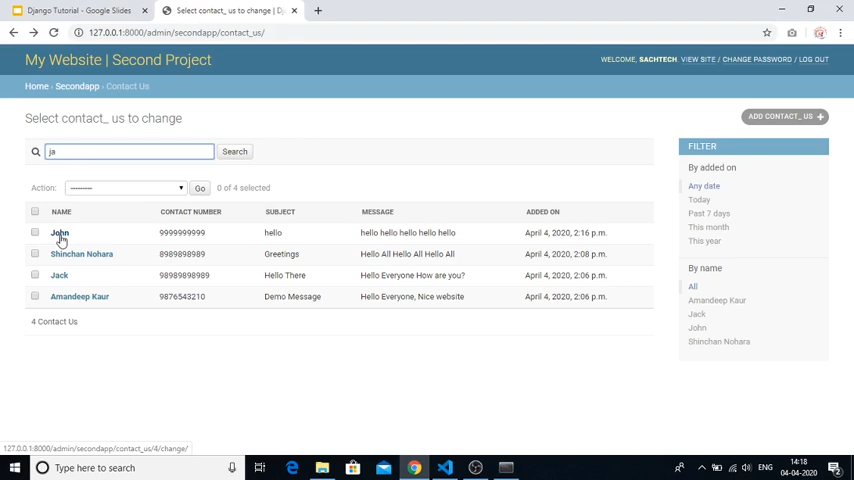 Django Tutorial - Google Slides
Select contact_ us to change | Dj
127.0.0.1:8000/admin/secondapp/contact_us/
My Website | Second Project
WELCOME, SACHTECH. VIEW SITE / CHANGE PASSWORD / LOG OUT
Home › Secondapp › Contact Us
Select contact_ us to change
ADD CONTACT_ US +
ja
Search
FILTER
By added on
Any date
Today
Past 7 days
This month
This year
By name
All
Amandeep Kaur
Jack
John
Shinchan Nohara
Action: --------- Go 0 of 4 selected
NAME CONTACT NUMBER SUBJECT MESSAGE ADDED ON
John 9999999999 hello hello hello hello hello hello April 4, 2020, 2:16 p.m.
Shinchan Nohara 8989898989 Greetings Hello All Hello All Hello All April 4, 2020, 2:08 p.m.
Jack 98989898989 Hello There Hello Everyone How are you? April 4, 2020, 2:06 p.m.
Amandeep Kaur 9876543210 Demo Message Hello Everyone, Nice website April 4, 2020, 2:06 p.m.
4 Contact Us
127.0.0.1:8000/admin/secondapp/contact_us/4/change/
Type here to search
ENG
14:18
04-04-2020
2